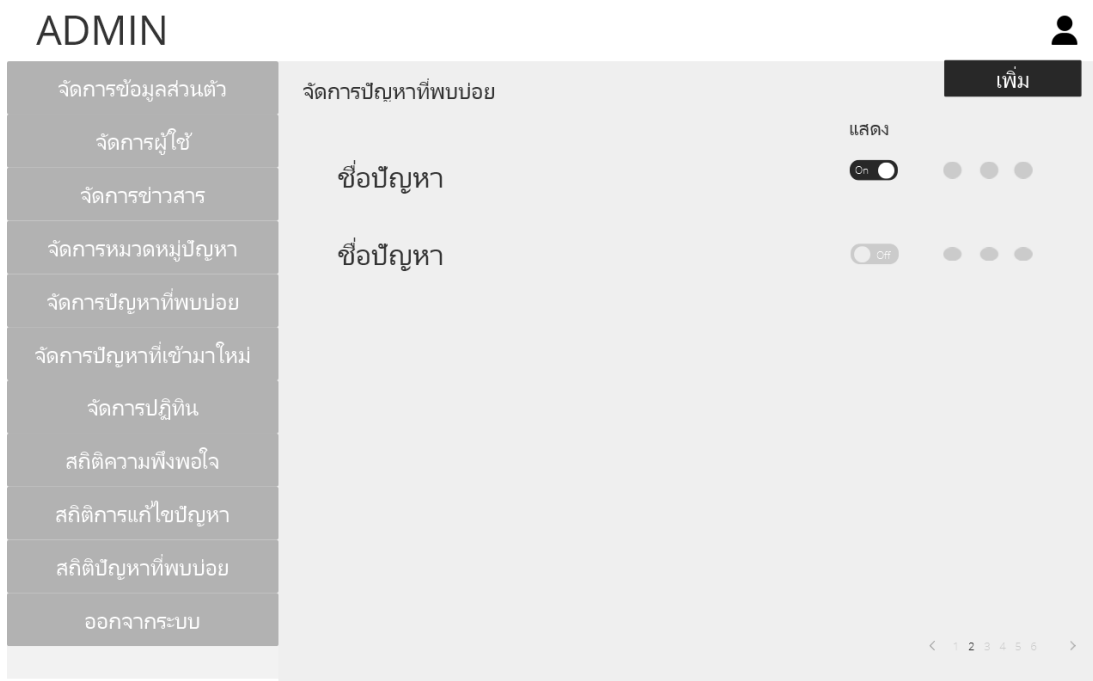 ADMIN
จัดการข้อมูลส่วนตัว
จัดการผู้ใช้
จัดการข่าวสาร
จัดการหมวดหมู่ปัญหา
จัดการปัญหาที่พบบ่อย
จัดการปัญหาที่เข้ามาใหม่
จัดการปฏิทิน
สถิติความพึงพอใจ
สถิติการแก้ไขปัญหา
สถิติปัญหาที่พบบ่อย
ออกจากระบบ
จัดการปัญหาที่พบบ่อย
เพิ่ม
แสดง
ชื่อปัญหา
On
ชื่อปัญหา
Off
< 1 2 3 4 5 6 >